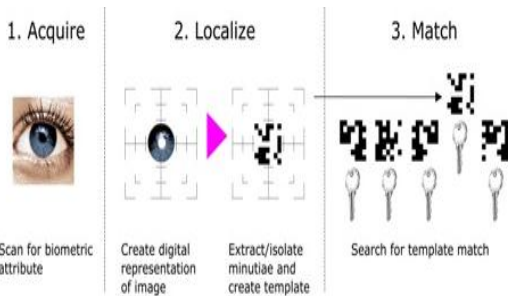 1. Acquire
2. Localize
3. Match
Scan for biometric
attribute
Create digital
representation
of image
Extract/isolate
minutiae and
create template
Search for template match